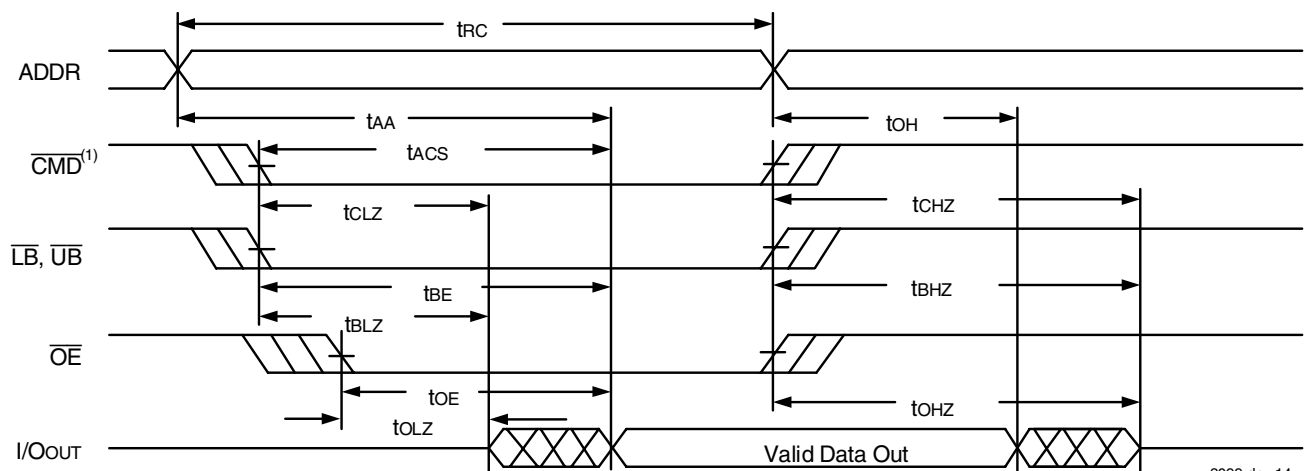 tRC
ADDR
tAA
tOH
CMD(1)
tACS
tCLZ
tCHZ
LB, UB
tBE
tBHZ
tBLZ
OE
tOE
tOHZ
tOLZ
I/OOUT
Valid Data Out